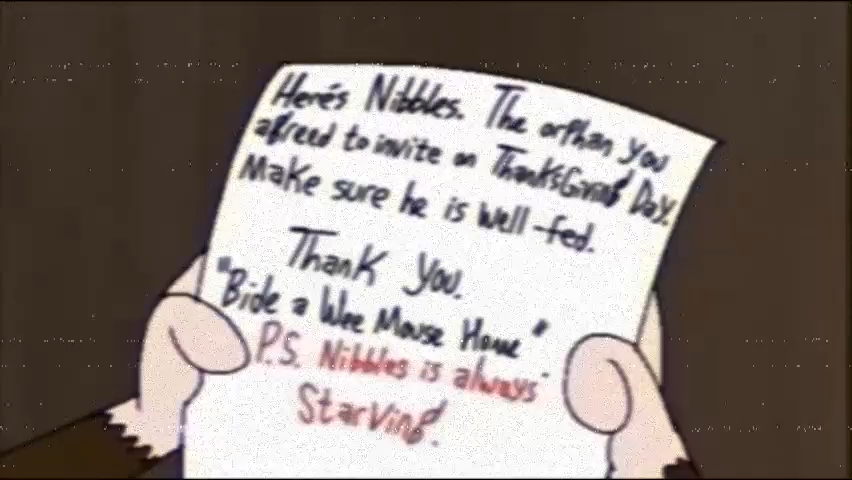 Here's Nibbles. The orphan you
agreed to invite on ThanksGiving Day.
Make sure he is well-fed.
Thank You.
"Bide a Wee Mouse Home"
P.S. Nibbles is always
Starving.